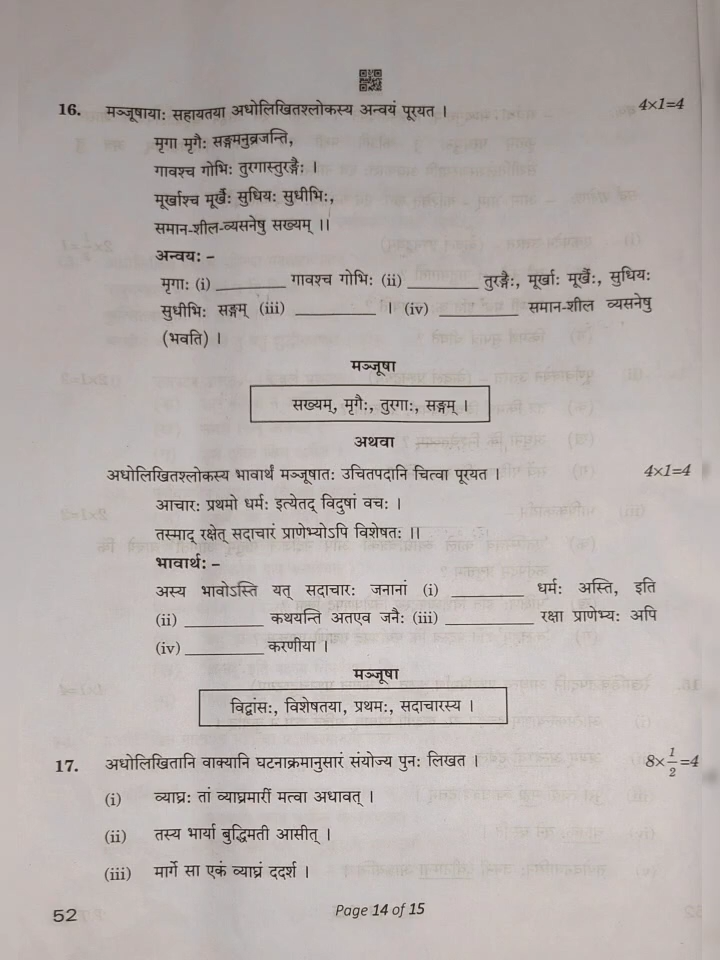 16. मञ्जूषायाः सहायतया अधोलिखितश्लोकस्य अन्वयं पूरयत । 4×1=4
मृगा मृगैः सङ्गमनुव्रजन्ति,
गावश्च गोभिः तुरगास्तुरङ्गैः ।
मूर्खाश्च मूर्खैः सुधियः सुधीभिः,
समान-शील-व्यसनेषु सख्यम् ।।
अन्वयः –
मृगाः (i) ________ गावश्च गोभिः (ii) ________ तुरङ्गैः, मूर्खाः मूर्खैः, सुधियः
सुधीभिः सङ्गम् (iii) ________ । (iv) ________ समान-शील व्यसनेषु
(भवति) ।
मञ्जूषा
सख्यम्, मृगैः, तुरगाः, सङ्गम् ।
अथवा
अधोलिखितश्लोकस्य भावार्थं मञ्जूषातः उचितपदानि चित्वा पूरयत । 4×1=4
आचारः प्रथमो धर्मः इत्येतद् विदुषां वचः ।
तस्माद् रक्षेत् सदाचारं प्राणेभ्योऽपि विशेषतः ।।
भावार्थः –
अस्य भावोऽस्ति यत् सदाचारः जनानां (i) ________ धर्मः अस्ति, इति
(ii) ________ कथयन्ति अतएव जनैः (iii) ________ रक्षा प्राणेभ्यः अपि
(iv) ________ करणीया ।
मञ्जूषा
विद्वांसः, विशेषतया, प्रथमः, सदाचारस्य ।
17. अधोलिखितानि वाक्यानि घटनाक्रमानुसारं संयोज्य पुनः लिखत । 8×1/2=4
(i) व्याघ्रः तां व्याघ्रमारीं मत्वा अधावत् ।
(ii) तस्य भार्या बुद्धिमती आसीत् ।
(iii) मार्गे सा एकं व्याघ्रं ददर्श ।
52 Page 14 of 15